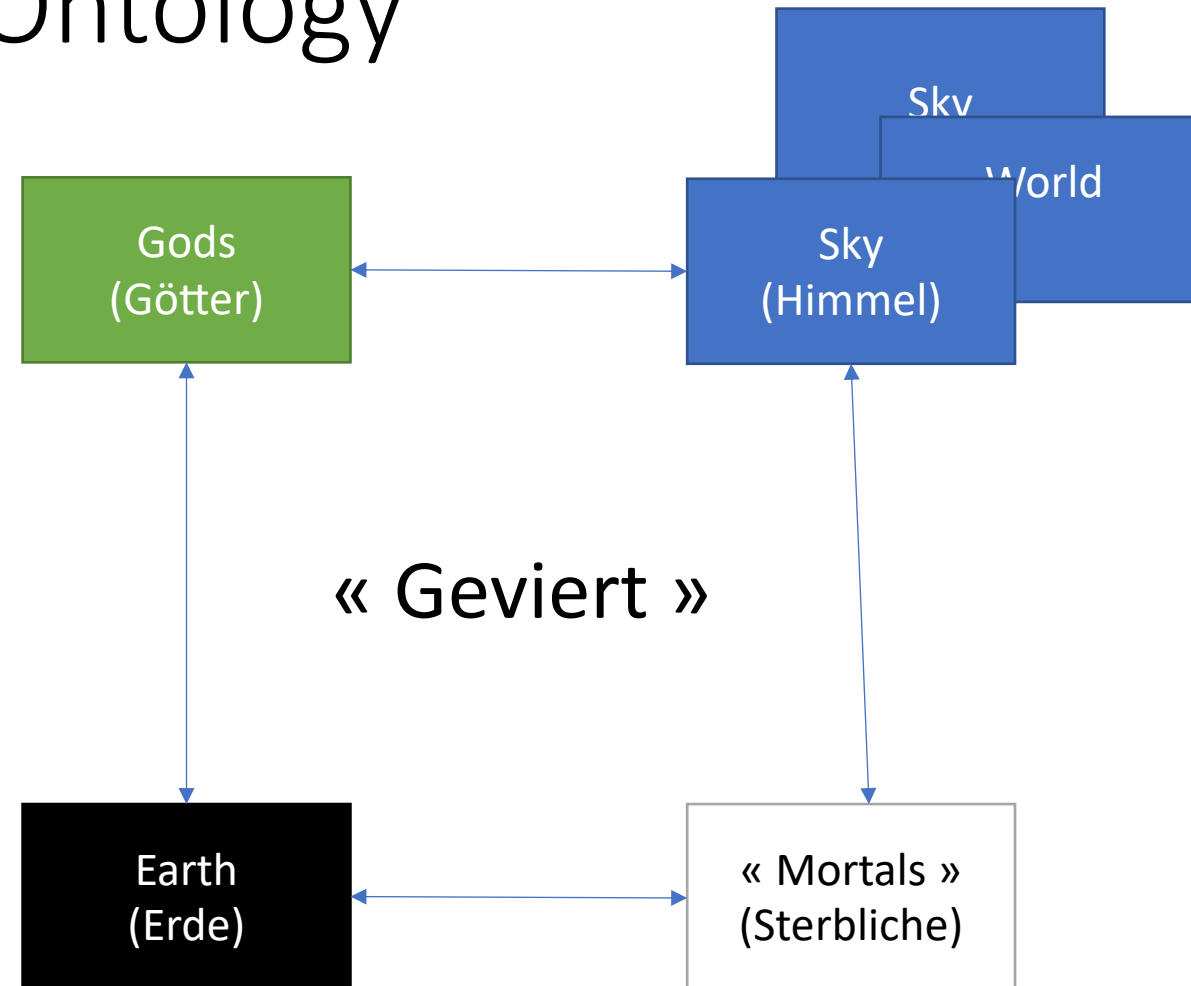 Ontology
Sky
World
Gods
(Götter)
Sky
(Himmel)
« Geviert »
Earth
(Erde)
« Mortals »
(Sterbliche)